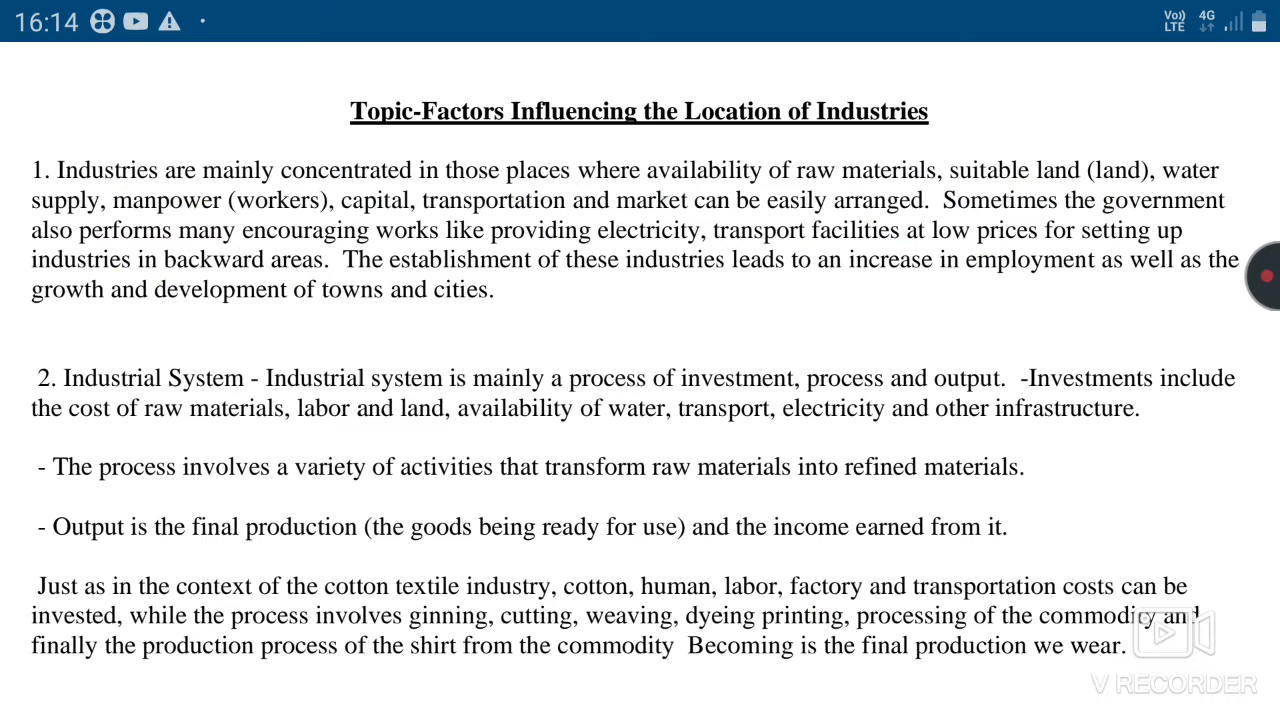 16:14
Vo)) 4G
LTE
Topic-Factors Influencing the Location of Industries
1. Industries are mainly concentrated in those places where availability of raw materials, suitable land (land), water
supply, manpower (workers), capital, transportation and market can be easily arranged.  Sometimes the government
also performs many encouraging works like providing electricity, transport facilities at low prices for setting up
industries in backward areas.  The establishment of these industries leads to an increase in employment as well as the
growth and development of towns and cities.
2. Industrial System - Industrial system is mainly a process of investment, process and output.  -Investments include
the cost of raw materials, labor and land, availability of water, transport, electricity and other infrastructure.
- The process involves a variety of activities that transform raw materials into refined materials.
- Output is the final production (the goods being ready for use) and the income earned from it.
Just as in the context of the cotton textile industry, cotton, human, labor, factory and transportation costs can be
invested, while the process involves ginning, cutting, weaving, dyeing printing, processing of the commodity and
finally the production process of the shirt from the commodity  Becoming is the final production we wear.
V RECORDER